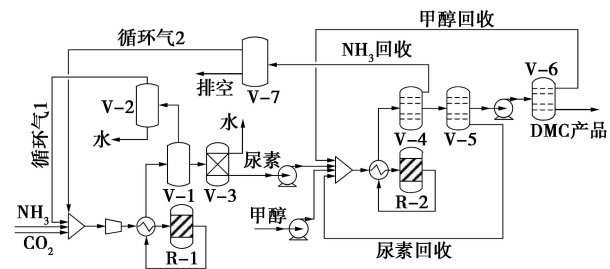 甲醇回收
循环气2
NH₃回收
V-6
排空
V-7
V-2
循环气1
水
水
尿素
V-4
V-5
DMC产品
V-1
V-3
甲醇
R-2
NH₃
CO₂
R-1
尿素回收